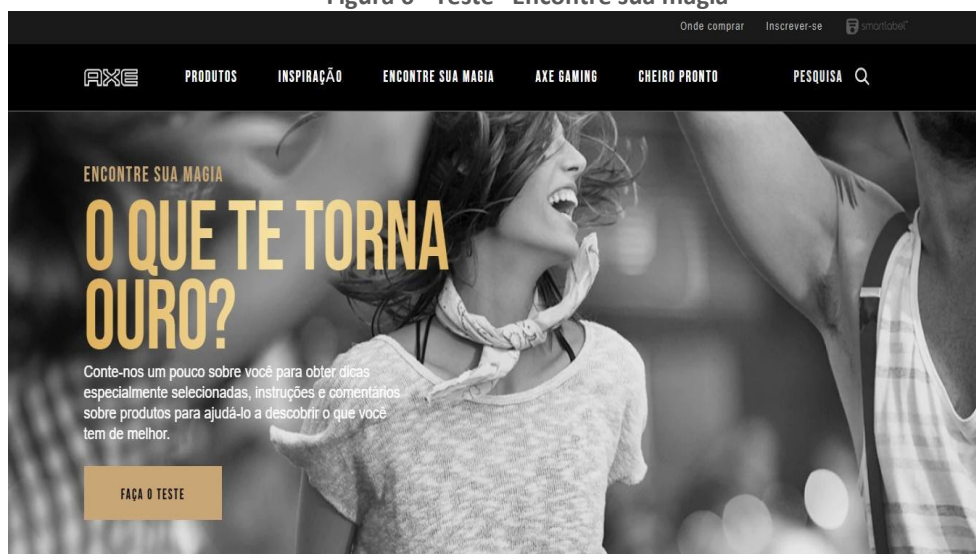 Figura 6 - Teste "Encontre sua magia"
Onde comprar Inscrever-se smartlabel
AXE PRODUTOS INSPIRAÇÃO ENCONTRE SUA MAGIA AXE GAMING CHEIRO PRONTO PESQUISA
ENCONTRE SUA MAGIA
O QUE TE TORNA
OURO?
Conte-nos um pouco sobre você para obter dicas
especialmente selecionadas, instruções e comentários
sobre produtos para ajudá-lo a descobrir o que você
tem de melhor.
FAÇA O TESTE